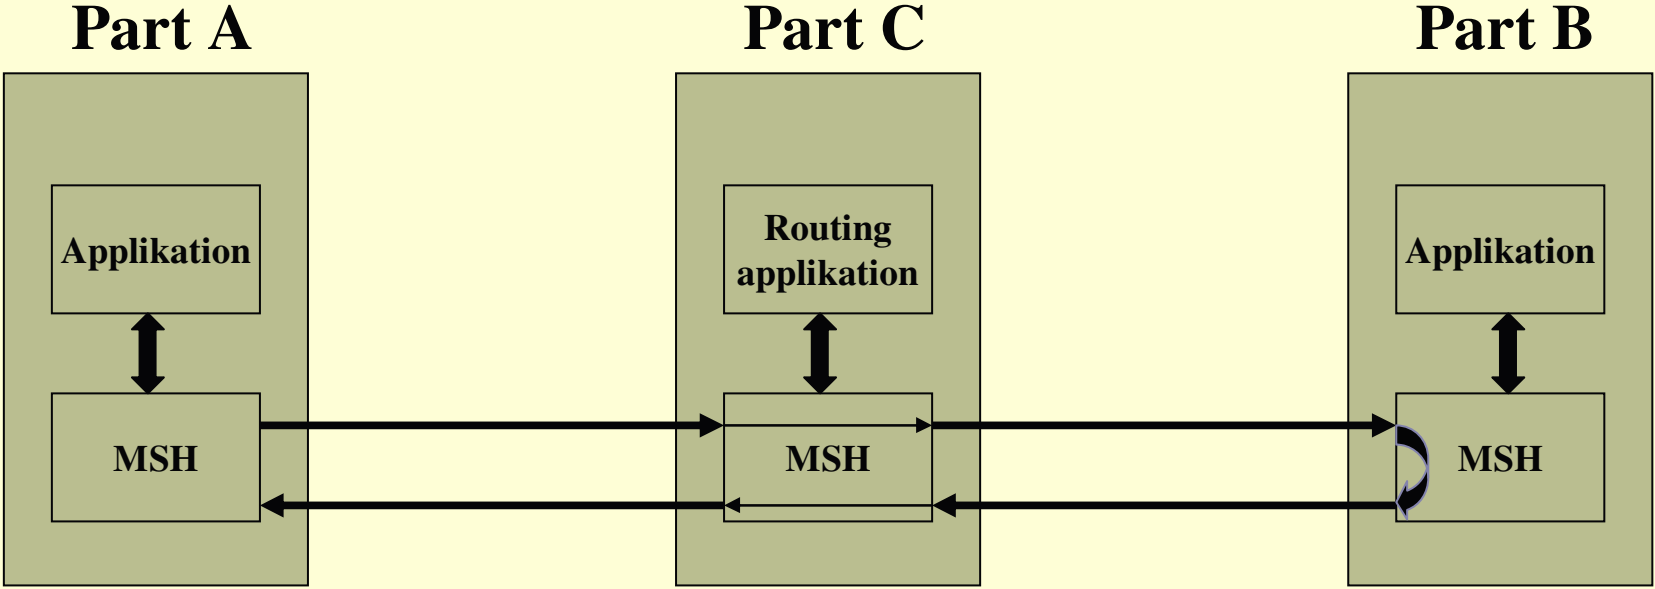 Part A
Part C
Part B
Applikation
Routing
applikation
Applikation
MSH
MSH
MSH